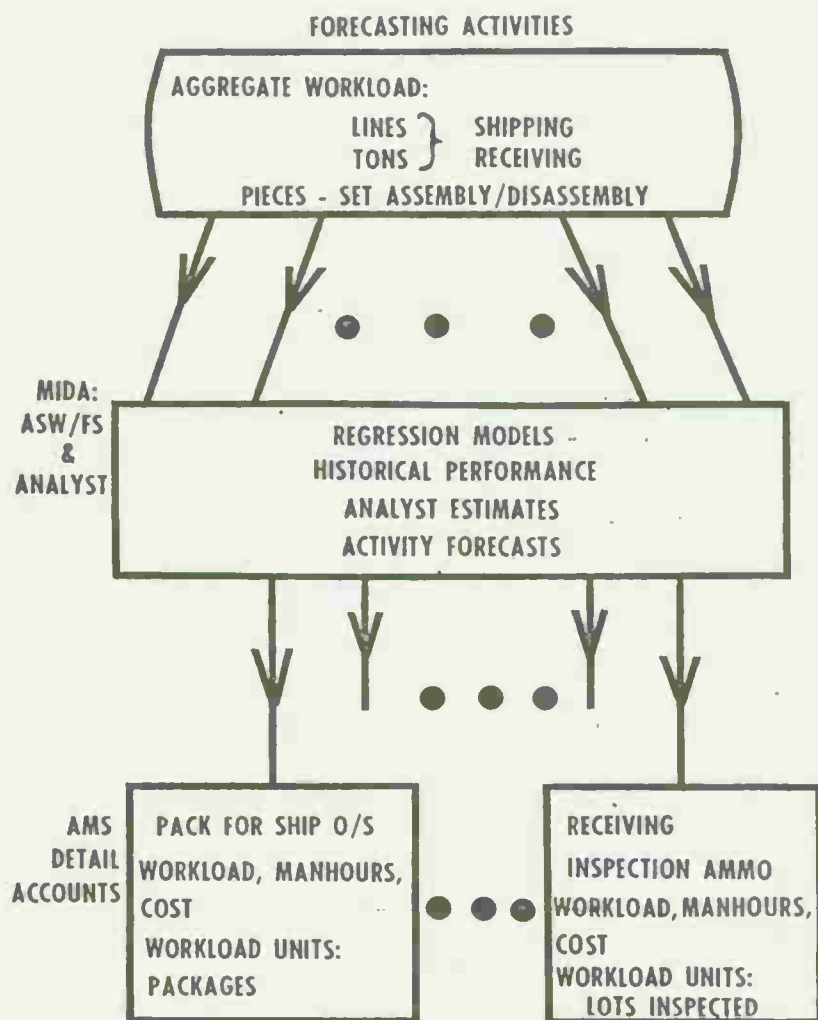 FORECASTING ACTIVITIES
AGGREGATE WORKLOAD:
LINES } SHIPPING
TONS } RECEIVING
PIECES - SET ASSEMBLY/DISASSEMBLY
MIDA:
ASW/FS
&
ANALYST
REGRESSION MODELS -
HISTORICAL PERFORMANCE
ANALYST ESTIMATES
ACTIVITY FORECASTS
AMS
DETAIL
ACCOUNTS
PACK FOR SHIP O/S
WORKLOAD, MANHOURS,
COST
WORKLOAD UNITS:
PACKAGES
RECEIVING
INSPECTION AMMO
WORKLOAD, MANHOURS,
COST
WORKLOAD UNITS:
LOTS INSPECTED